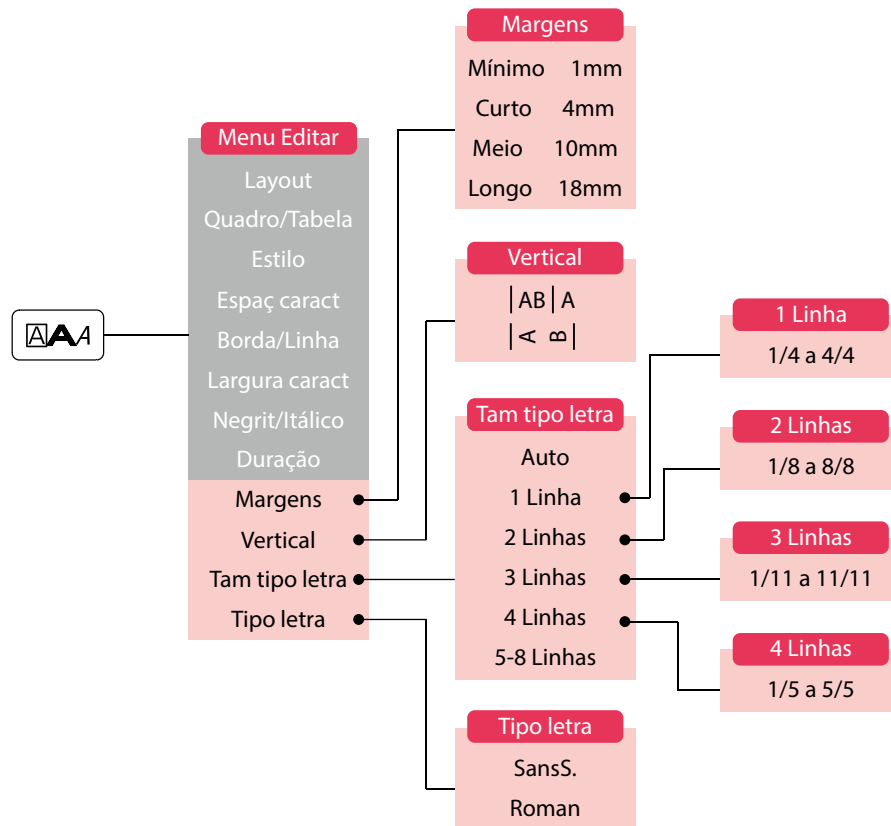 AAA
Menu Editar
Layout
Quadro/Tabela
Estilo
Espaç caract
Borda/Linha
Largura caract
Negrit/Itálico
Duração
Margens
Vertical
Tam tipo letra
Tipo letra
Margens
Mínimo 1mm
Curto 4mm
Meio 10mm
Longo 18mm
Vertical
|AB|A
|A B|
Tam tipo letra
Auto
1 Linha
2 Linhas
3 Linhas
4 Linhas
5-8 Linhas
Tipo letra
SansS.
Roman
1 Linha
1/4 a 4/4
2 Linhas
1/8 a 8/8
3 Linhas
1/11 a 11/11
4 Linhas
1/5 a 5/5